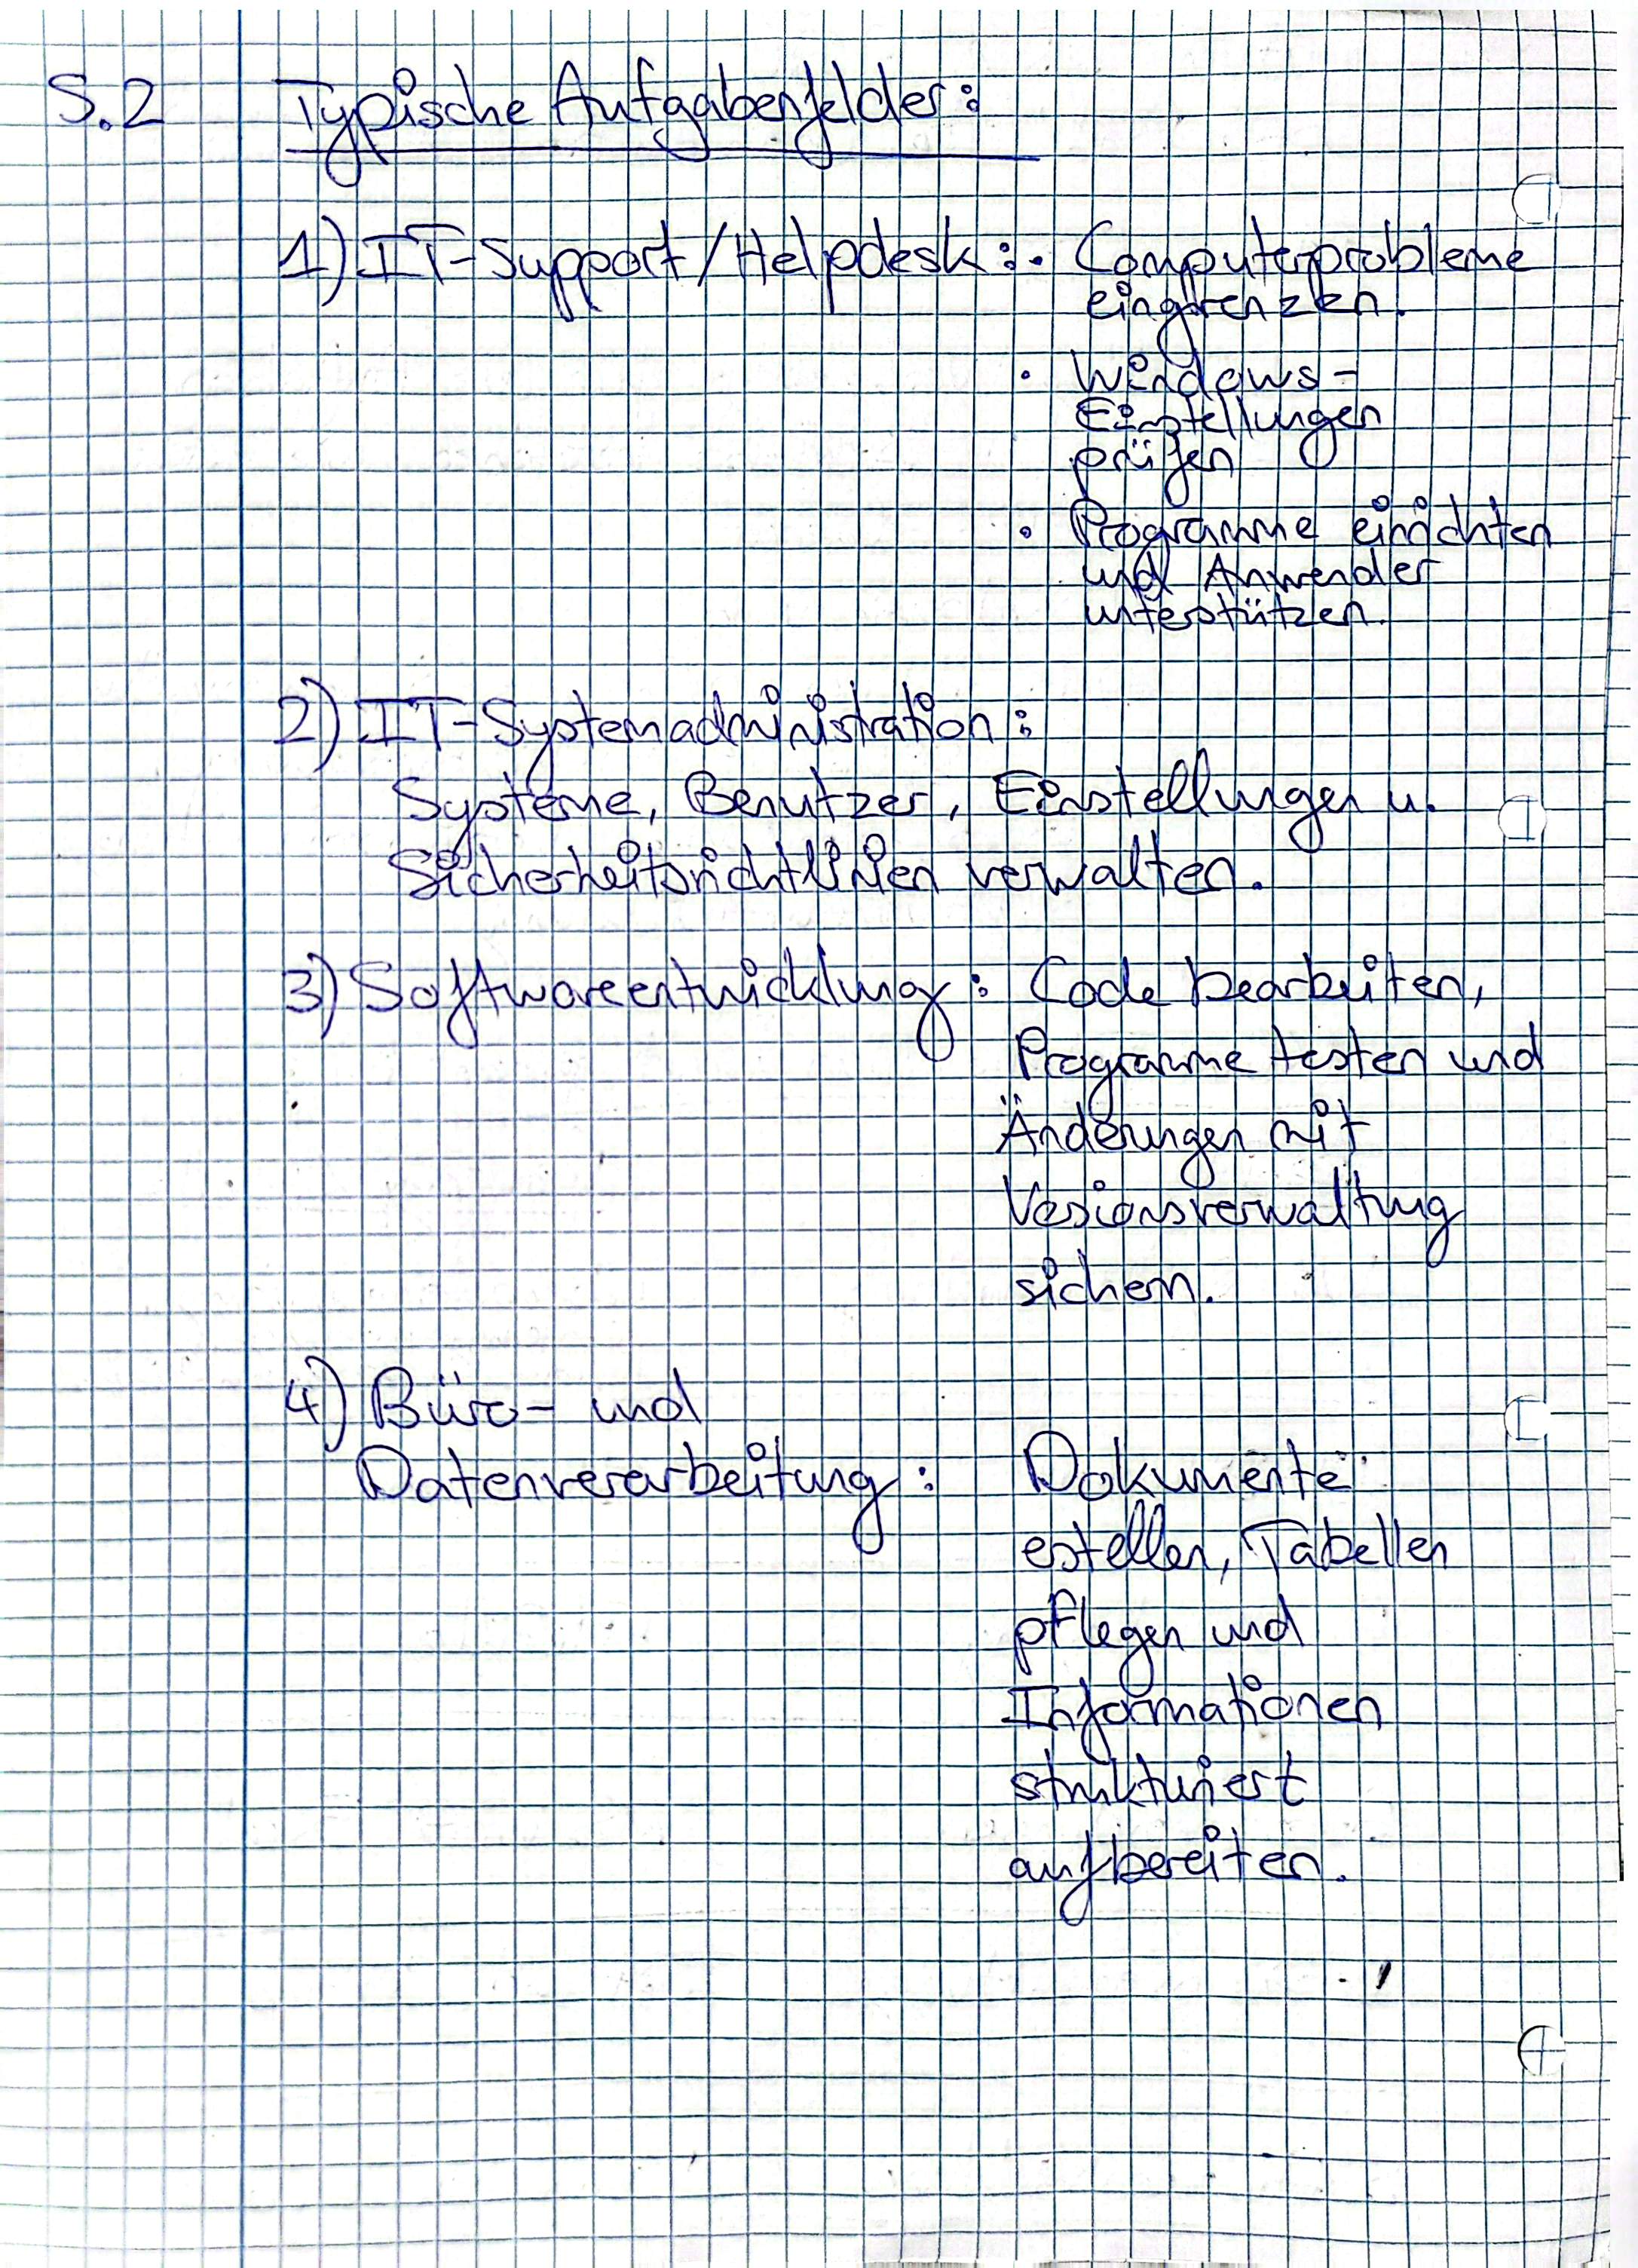 S.2 Typische Aufgabenfelder:
1) IT-Support/Helpdesk: · Computerprobleme
eingrenzen.
· Windows-
Einstellungen
prüfen
· Programme einrichten
und Anwender
unterstützen.
2) IT-Systemadministration:
Systeme, Benutzer, Einstellungen u.
Sicherheitsrichtlinien verwalten.
3) Softwareentwicklung: Code bearbeiten,
Programme testen und
Änderungen mit
Vesionsverwaltung
sichern.
4) Büro- und
Datenverarbeitung: Dokumente
erstellen, Tabellen
pflegen und
Informationen
strukturiert
aufbereiten.